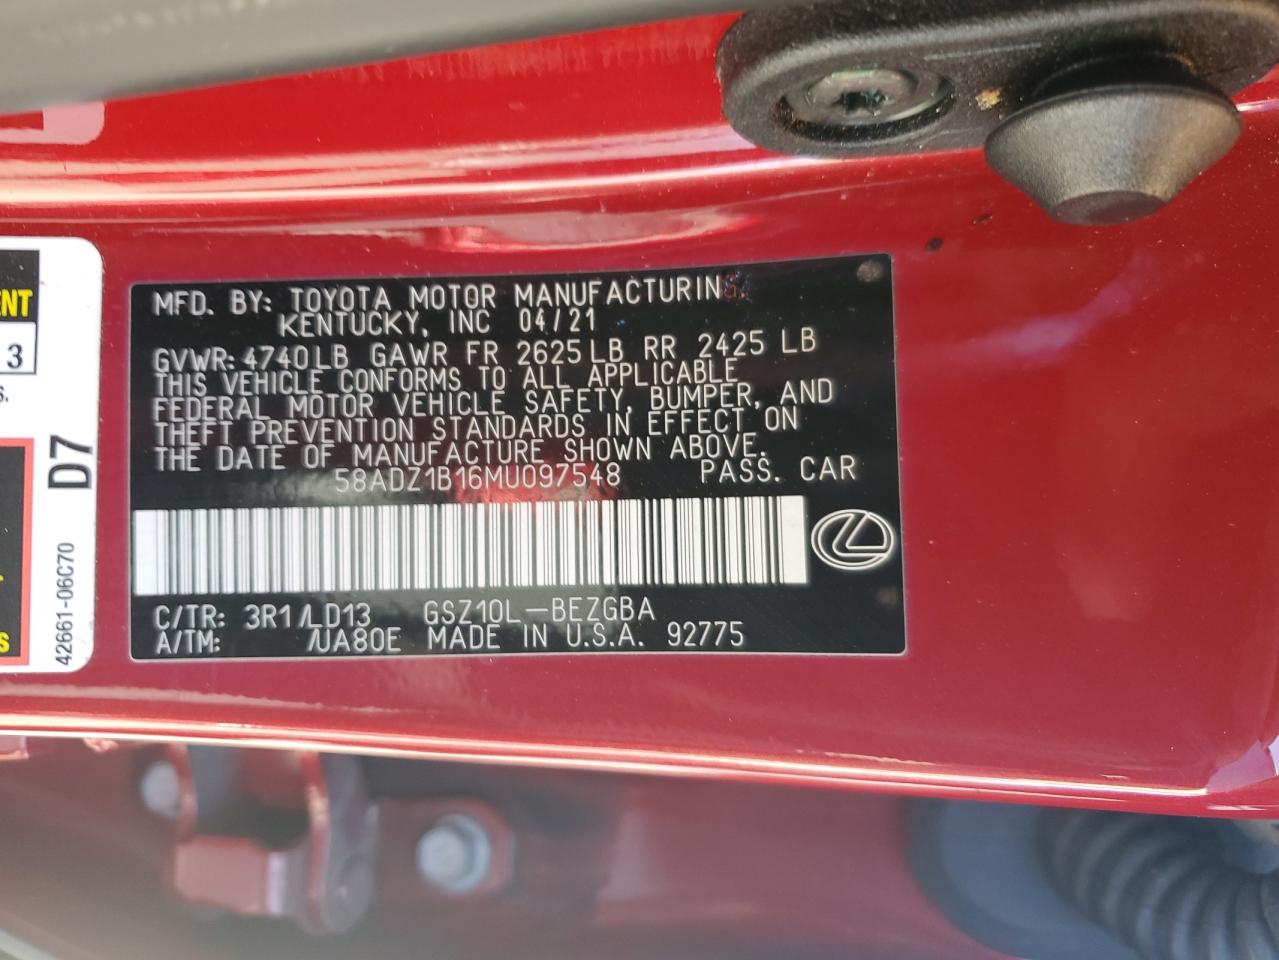 MFD. BY: TOYOTA MOTOR MANUFACTURING
KENTUCKY, INC 04/21
GVWR: 4740LB GAWR FR 2625LB RR 2425 LB
THIS VEHICLE CONFORMS TO ALL APPLICABLE
FEDERAL MOTOR VEHICLE SAFETY, BUMPER, AND
THEFT PREVENTION STANDARDS IN EFFECT ON
THE DATE OF MANUFACTURE SHOWN ABOVE.
58ADZ1B16MU097548 PASS. CAR
C/TR: 3R1/LD13 GSZ10L-BEZGBA
A/TM: /UA80E MADE IN U.S.A. 92775
ENT
3
S.
S
D7
42661-06C70